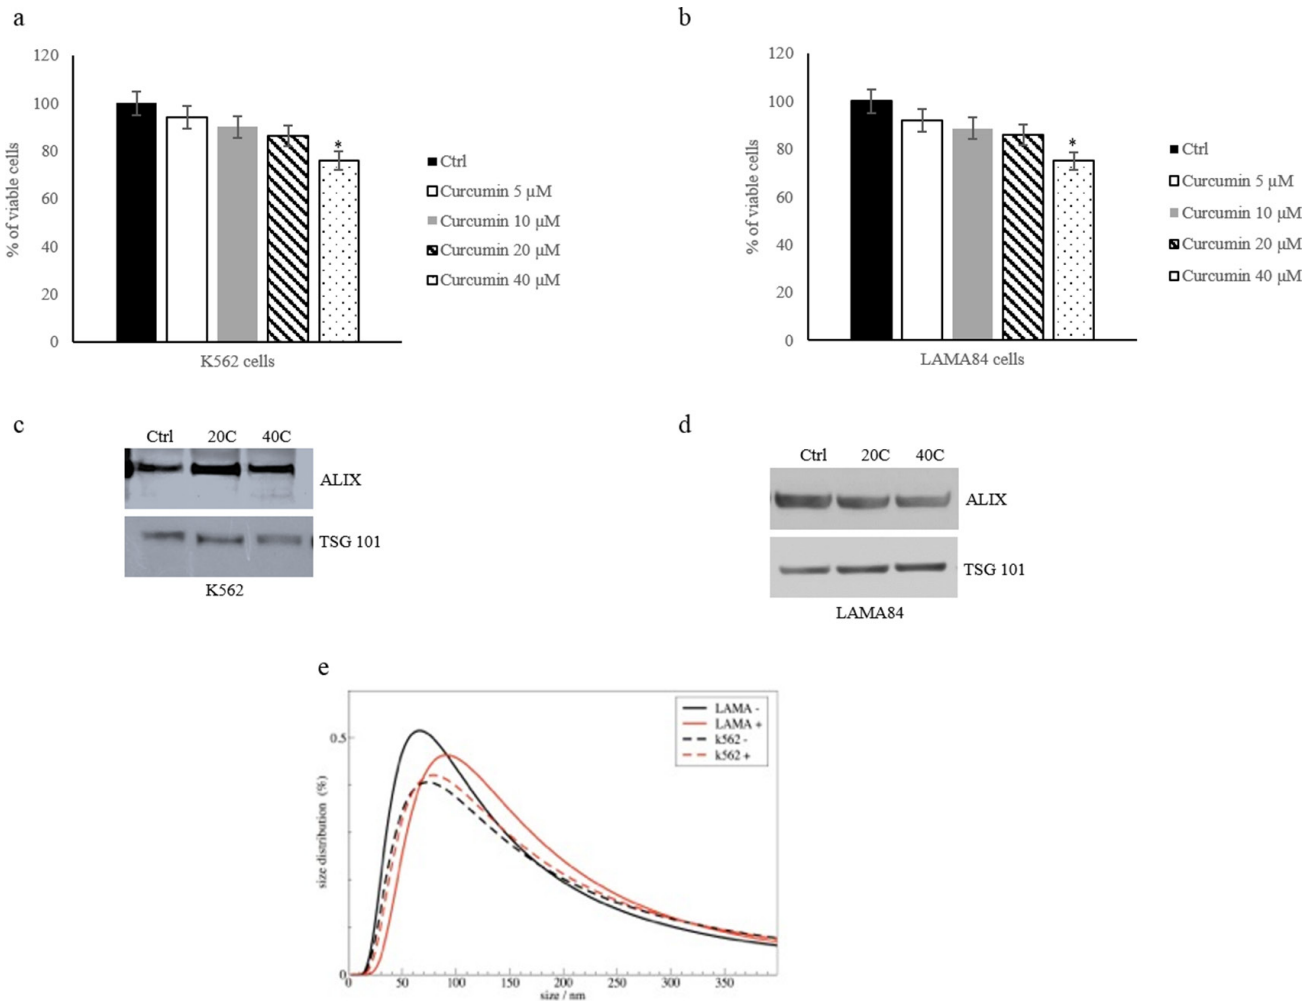 a
120
100
80
60
40
20
0
% of viable cells
*
K562 cells
Ctrl
Curcumin 5 µM
Curcumin 10 µM
Curcumin 20 µM
Curcumin 40 µM
b
120
100
80
60
40
20
0
% of viable cells
*
LAMA84 cells
Ctrl
Curcumin 5 µM
Curcumin 10 µM
Curcumin 20 µM
Curcumin 40 µM
c
Ctrl 20C 40C
ALIX
TSG 101
K562
d
Ctrl 20C 40C
ALIX
TSG 101
LAMA84
e
LAMA -
LAMA +
k562 -
k562 +
0.5
0
size distribution (%)
0 50 100 150 200 250 300 350
size / nm